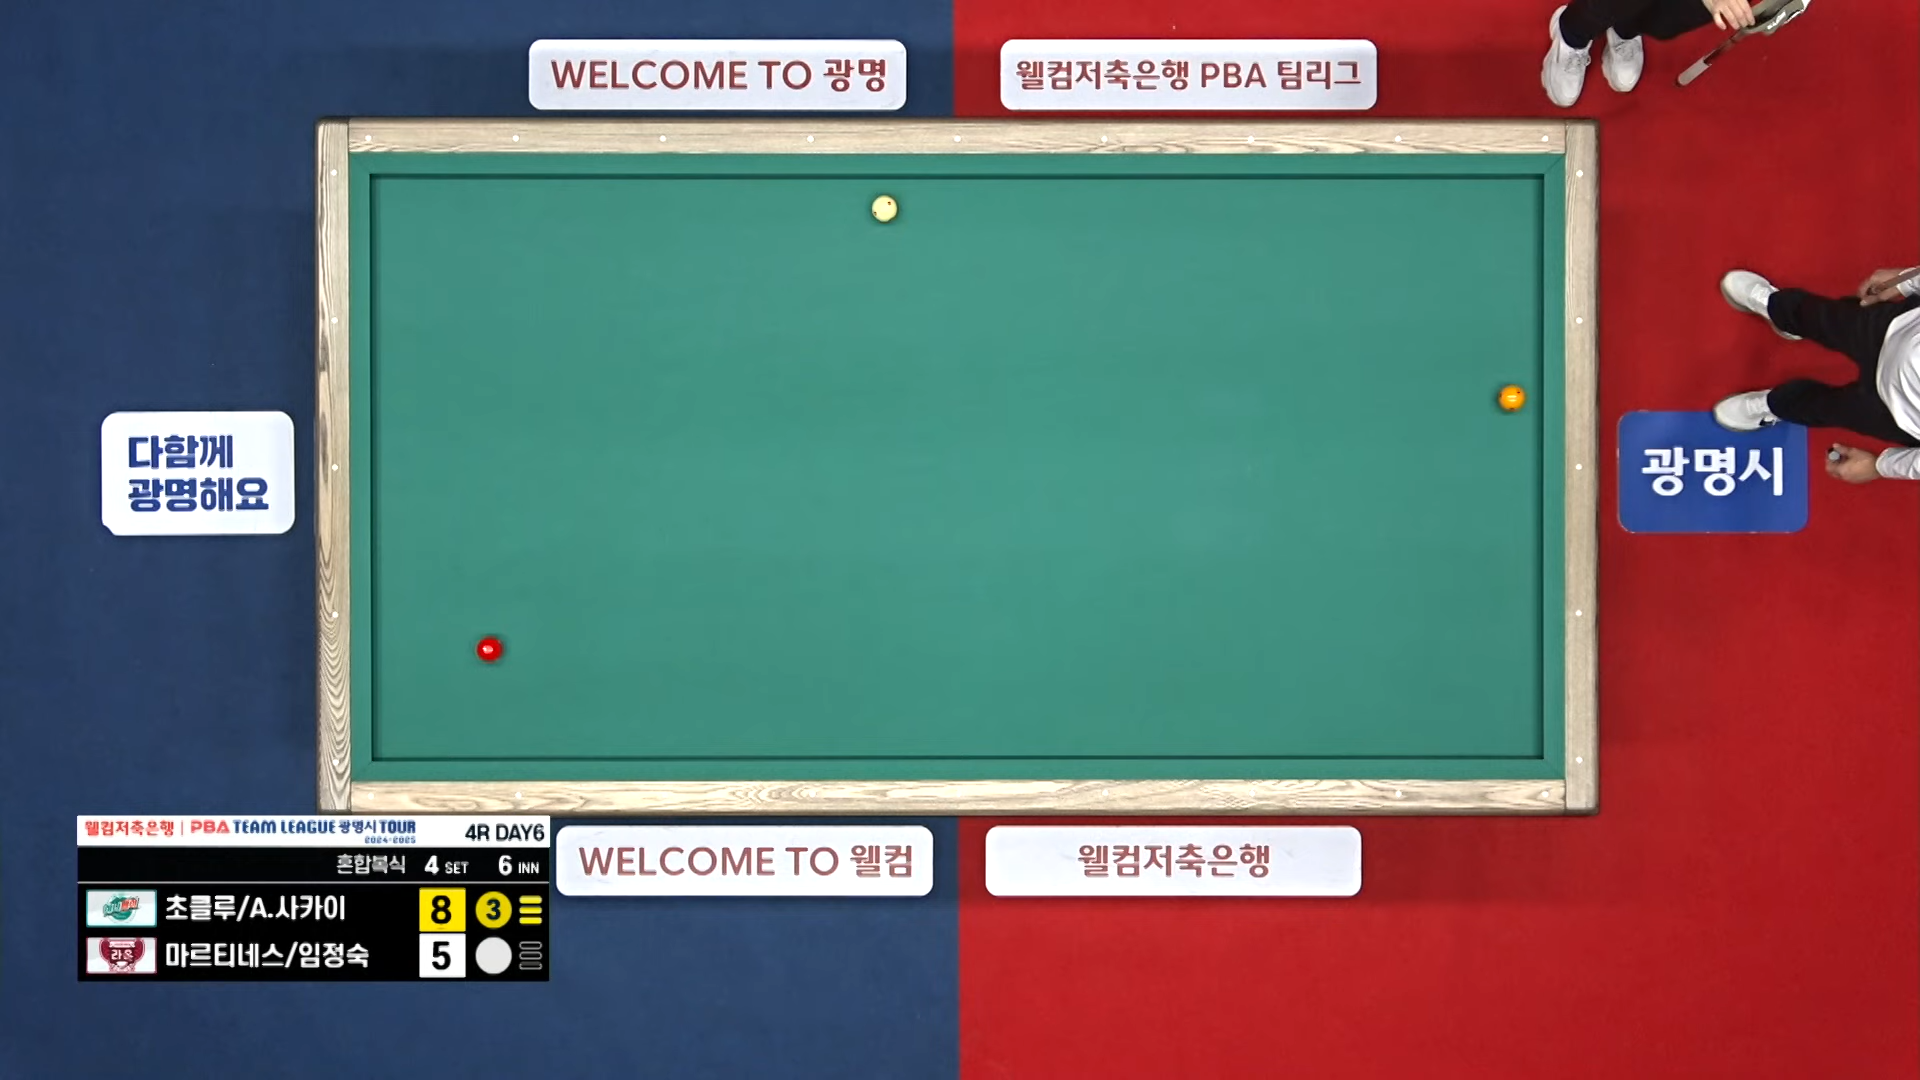 WELCOME TO 광명
웰컴저축은행 PBA 팀리그
다함께
광명해요
광명시
웰컴저축은행 | PBA TEAM LEAGUE 광명시 TOUR
2024-2025
4R DAY6
혼합복식 4 SET 6 INN
초클루/A.사카이 8 3
마르티네스/임정숙 5
WELCOME TO 웰컴
웰컴저축은행